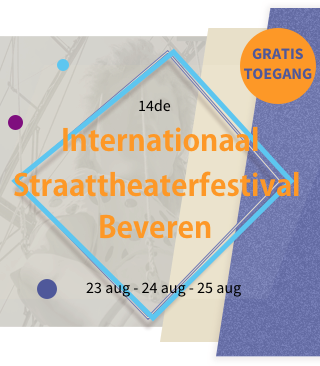 GRATIS
TOEGANG
14de
Internationaal
Straattheaterfestival
Beveren
23 aug - 24 aug - 25 aug